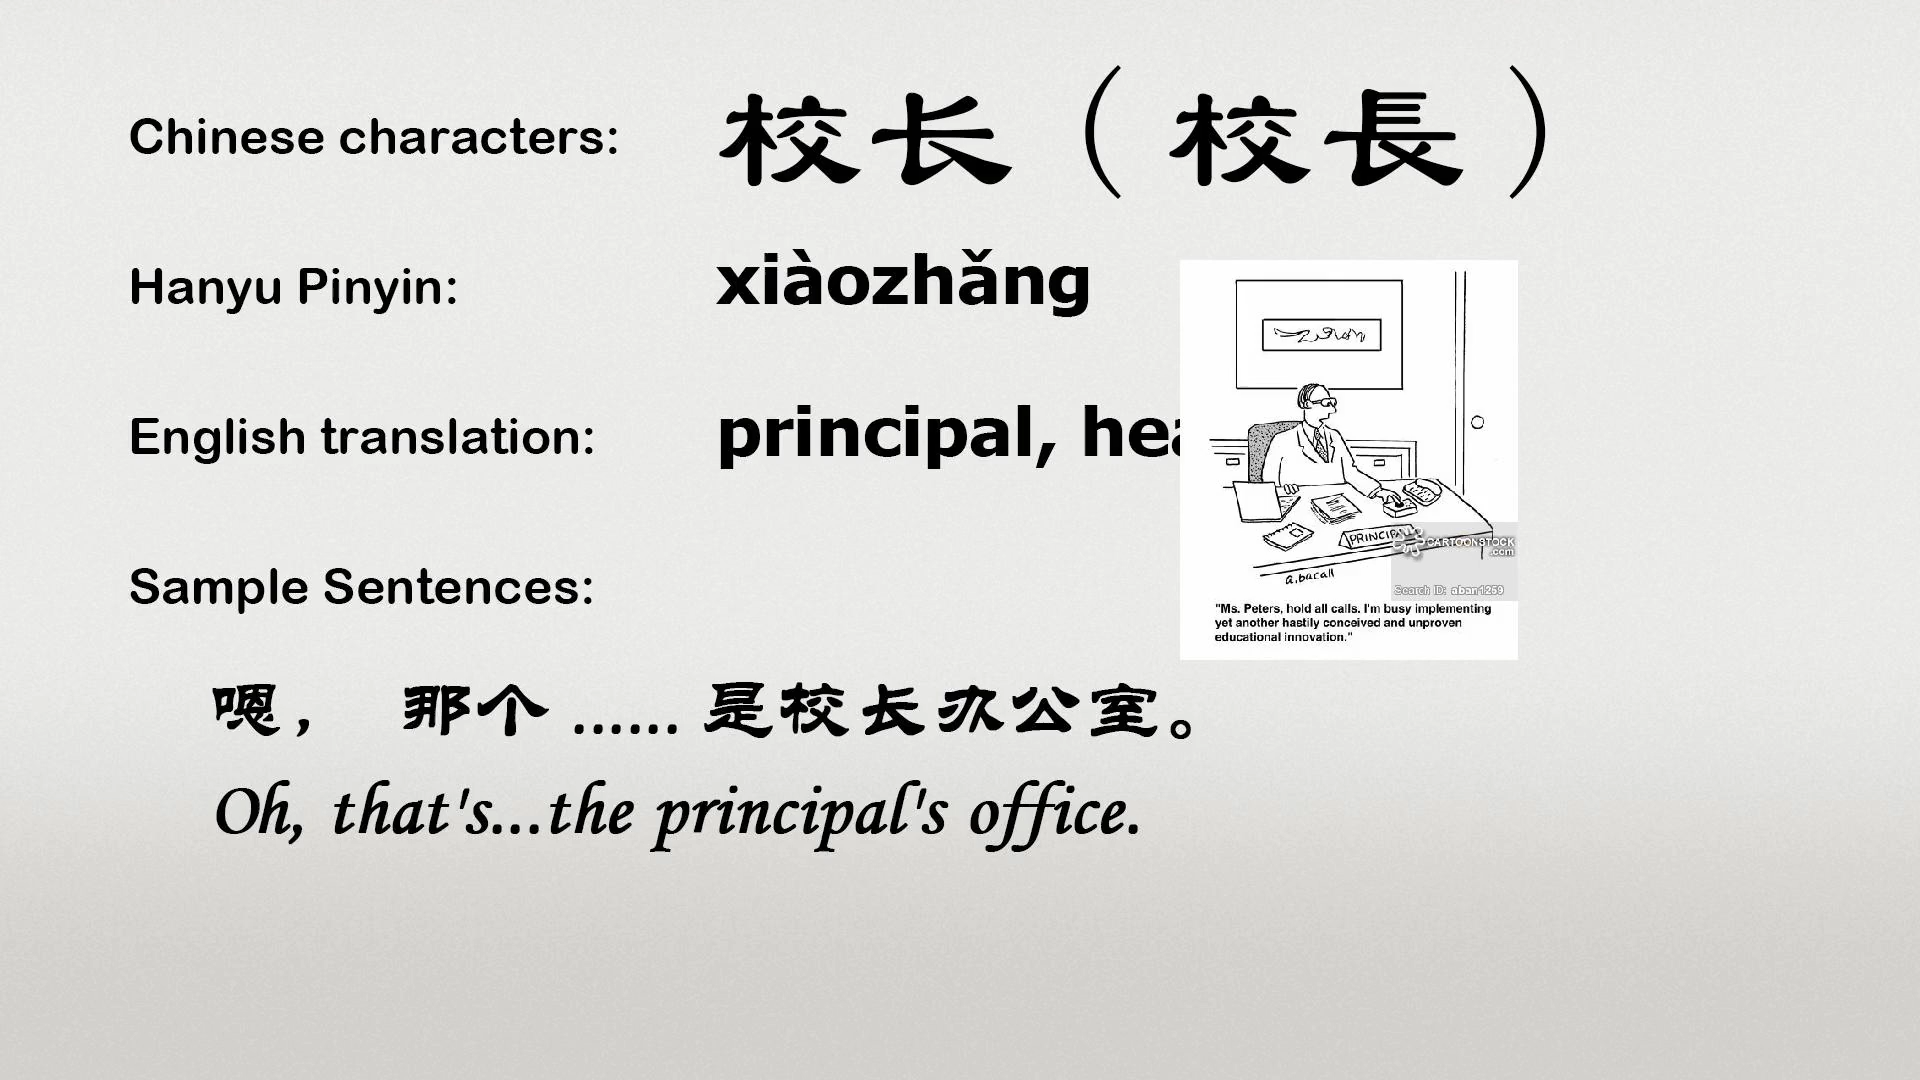 Chinese characters: 校长（校長）
Hanyu Pinyin: xiàozhǎng
English translation: principal,
Sample Sentences:
PRINCIPAL
CARTOONSTOCK
.com
Search ID: aban1259
a.bacall
"Ms. Peters, hold all calls. I'm busy implementing
yet another hastily conceived and unproven
educational innovation."
嗯， 那个 ...... 是校长办公室。
Oh, that's...the principal's office.